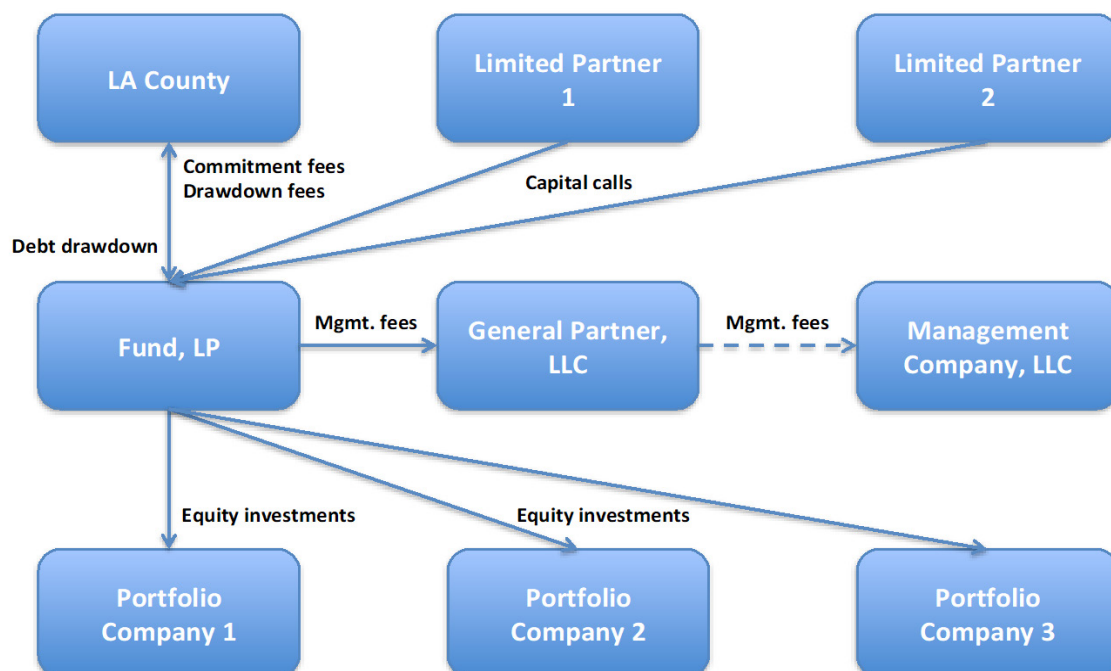 LA County
Limited Partner
1
Limited Partner
2
Commitment fees
Drawdown fees
Capital calls
Debt drawdown
Fund, LP
Mgmt. fees
General Partner,
LLC
Mgmt. fees
Management
Company, LLC
Equity investments
Equity investments
Portfolio
Company 1
Portfolio
Company 2
Portfolio
Company 3